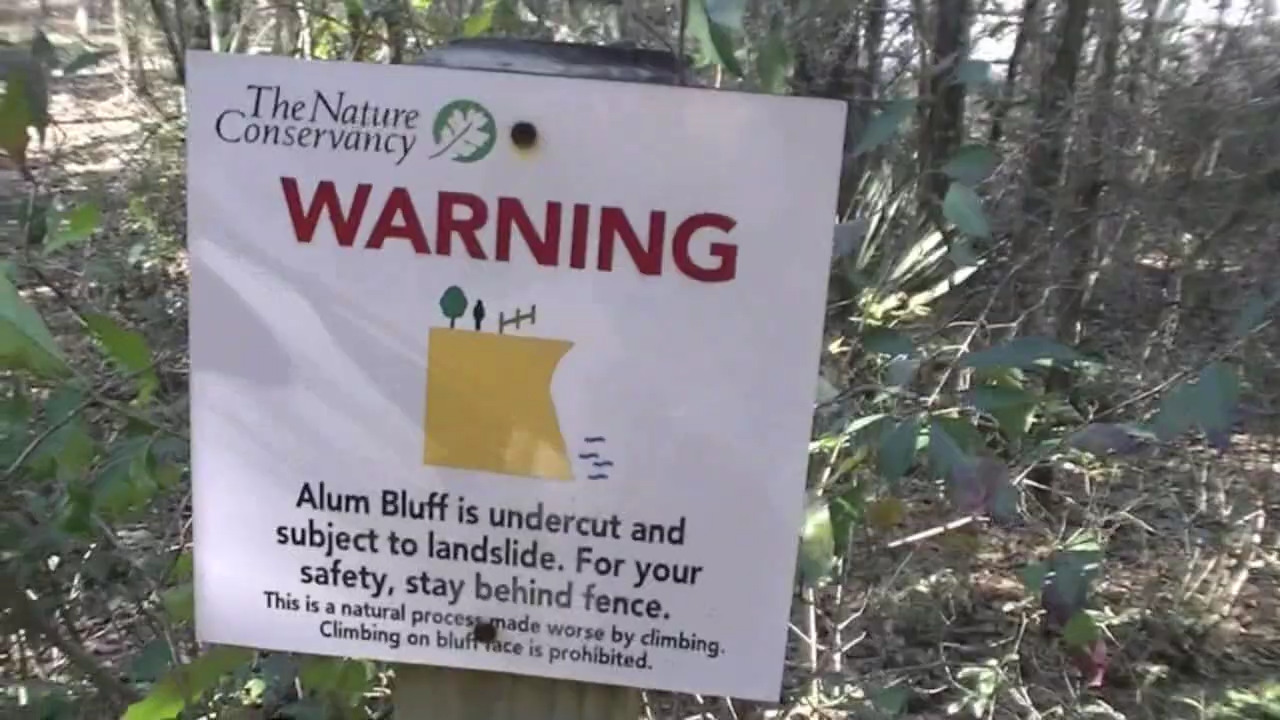 The Nature
Conservancy
WARNING
Alum Bluff is undercut and
subject to landslide. For your
safety, stay behind fence.
This is a natural process made worse by climbing.
Climbing on bluff face is prohibited.